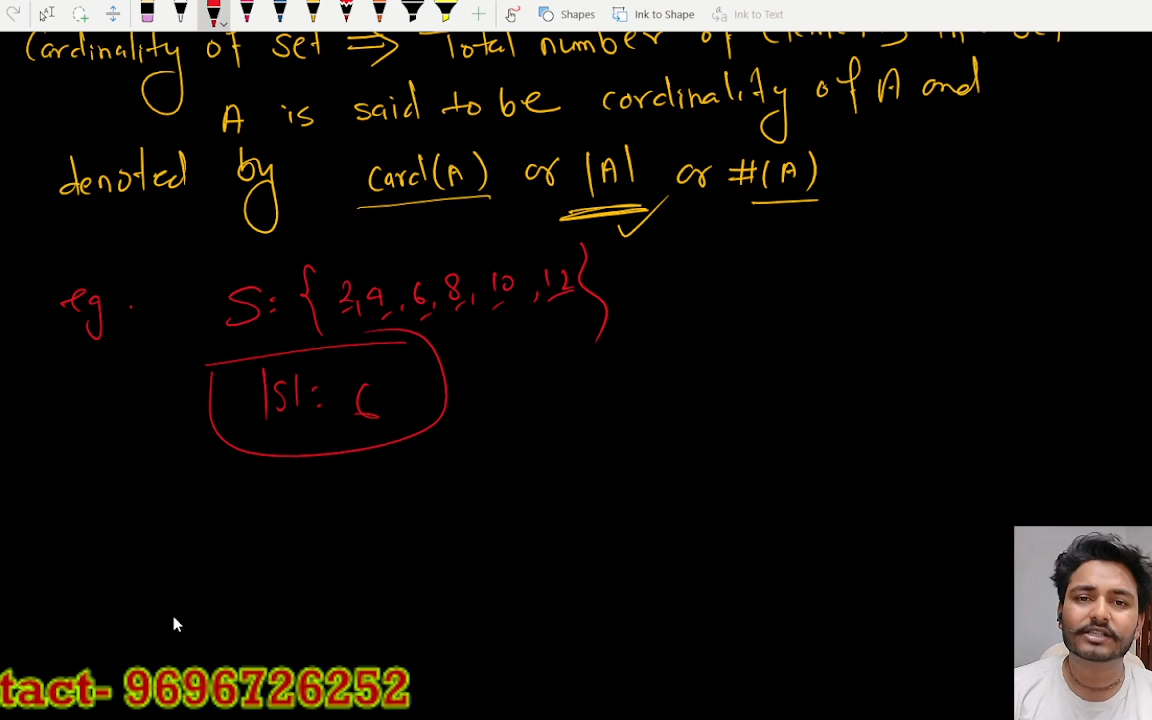 Shapes Ink to Shape Ink to Text
Cardinality of set ⇒ Total number of
A is said to be cordinality of A and
denoted by card(A) or |A| or #(A)
eg. S: {2,4,6,8,10,12}
|S|: 6
tact- 9696726252